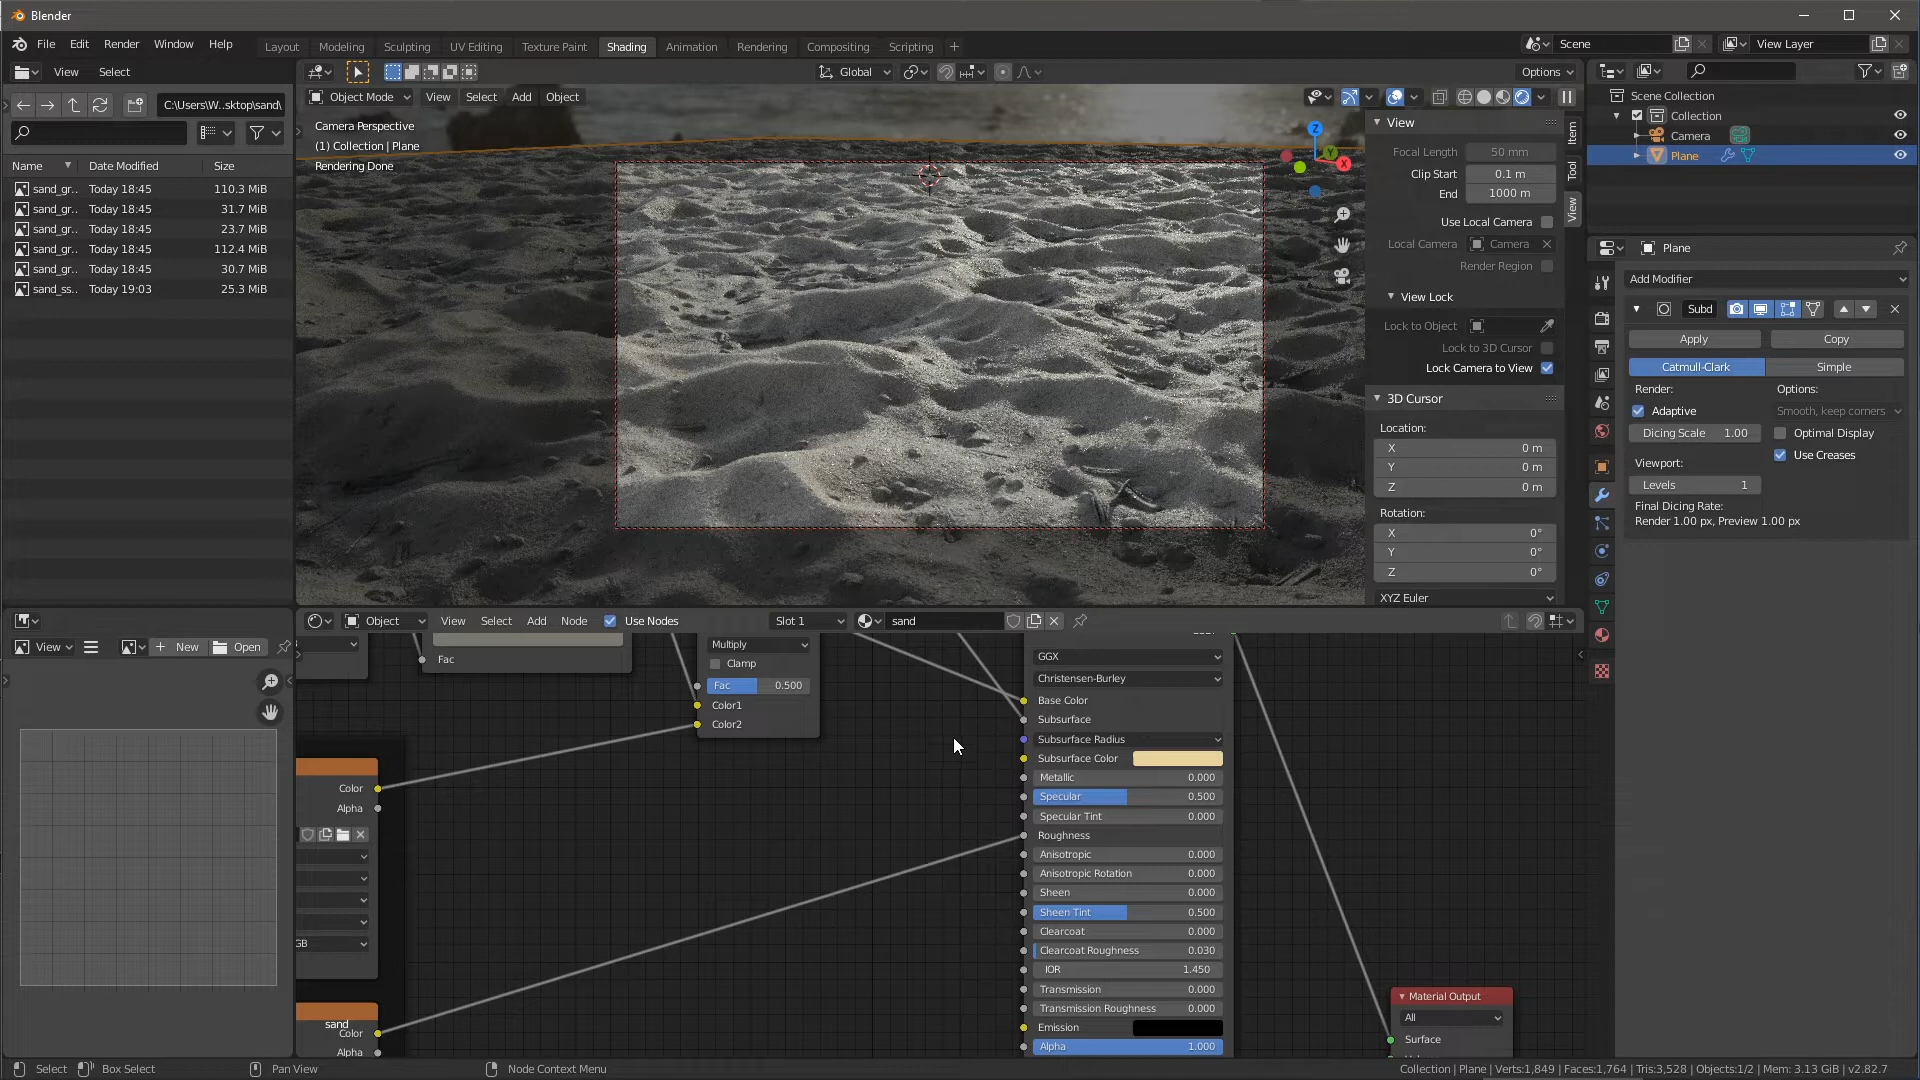 Blender
File Edit Render Window Help
Layout Modeling Sculpting UV Editing Texture Paint Shading Animation Rendering Compositing Scripting +
Scene
View Layer
View Select
Global
Options
C:\Users\W..sktop\sand\
Object Mode View Select Add Object
Name Date Modified Size
sand_gr.. Today 18:45 110.3 MiB
sand_gr.. Today 18:45 31.7 MiB
sand_gr.. Today 18:45 23.7 MiB
sand_gr.. Today 18:45 112.4 MiB
sand_gr.. Today 18:45 30.7 MiB
sand_ss.. Today 19:03 25.3 MiB
Camera Perspective
(1) Collection | Plane
Rendering Done
Z
Y
X
View
Focal Length 50 mm
Clip Start 0.1 m
End 1000 m
Use Local Camera
Local Camera Camera
Render Region
View Lock
Lock to Object
Lock to 3D Cursor
Lock Camera to View
3D Cursor
Location:
X 0 m
Y 0 m
Z 0 m
Rotation:
X 0°
Y 0°
Z 0°
XYZ Euler
Item
Tool
View
Scene Collection
Collection
Camera
Plane
Plane
Add Modifier
Subd
Apply Copy
Catmull-Clark Simple
Render: Options:
Adaptive Smooth, keep corners
Dicing Scale 1.00 Optimal Display
Use Creases
Viewport:
Levels 1
Final Dicing Rate:
Render 1.00 px, Preview 1.00 px
View + New Open
Object View Select Add Node Use Nodes Slot 1 sand
Fac
Multiply
Clamp
Fac 0.500
Color1
Color2
Color
Alpha
GB
sand
Color
Alpha
GGX
Christensen-Burley
Base Color
Subsurface
Subsurface Radius
Subsurface Color
Metallic 0.000
Specular 0.500
Specular Tint 0.000
Roughness
Anisotropic 0.000
Anisotropic Rotation 0.000
Sheen 0.000
Sheen Tint 0.500
Clearcoat 0.000
Clearcoat Roughness 0.030
IOR 1.450
Transmission 0.000
Transmission Roughness 0.000
Emission
Alpha 1.000
Material Output
All
Surface
Select Box Select Pan View Node Context Menu
Collection | Plane | Verts:1,849 | Faces:1,764 | Tris:3,528 | Objects:1/2 | Mem: 3.13 GiB | v2.82.7